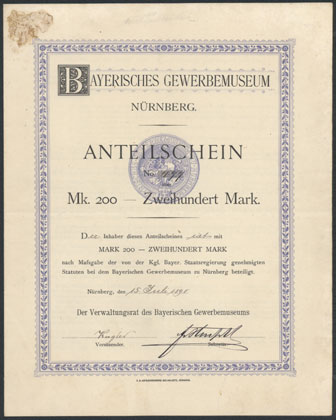 BAYERISCHES GEWERBEMUSEUM
NÜRNBERG.
ANTEILSCHEIN
No.
Mk. 200 — Zweihundert Mark.
Der Inhaber dieses Anteilscheines ist mit
MARK 200 — ZWEIHUNDERT MARK
nach Maßgabe der von der Kgl. Bayer. Staatsregierung genehmigten
Statuten bei dem Bayerischen Gewerbemuseum zu Nürnberg beteiligt.
Nürnberg, den 15.
Der Verwaltungsrat des Bayerischen Gewerbemuseums
Vorsitzender.